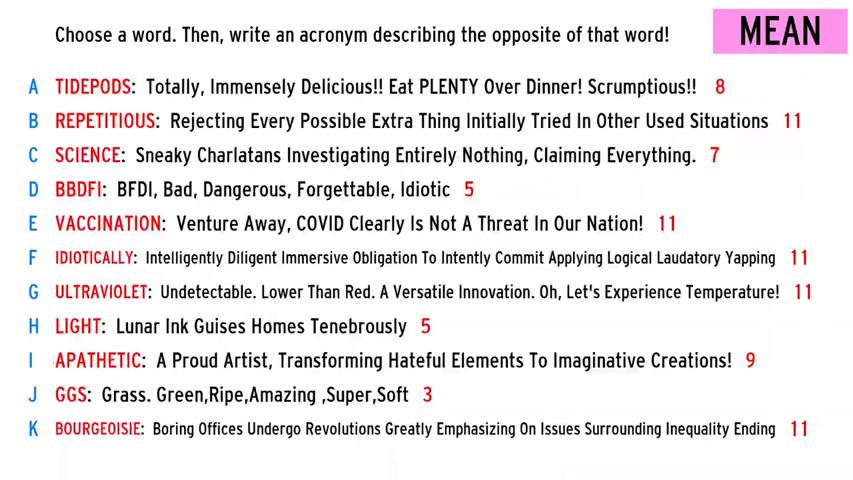 Choose a word. Then, write an acronym describing the opposite of that word!
MEAN
A TIDEPODS: Totally, Immensely Delicious!! Eat PLENTY Over Dinner! Scrumptious!! 8
B REPETITIOUS: Rejecting Every Possible Extra Thing Initially Tried In Other Used Situations 11
C SCIENCE: Sneaky Charlatans Investigating Entirely Nothing, Claiming Everything. 7
D BBDFI: BFDI, Bad, Dangerous, Forgettable, Idiotic 5
E VACCINATION: Venture Away, COVID Clearly Is Not A Threat In Our Nation! 11
F IDIOTICALLY: Intelligently Diligent Immersive Obligation To Intently Commit Applying Logical Laudatory Yapping 11
G ULTRAVIOLET: Undetectable. Lower Than Red. A Versatile Innovation. Oh, Let's Experience Temperature! 11
H LIGHT: Lunar Ink Guises Homes Tenebrously 5
I APATHETIC: A Proud Artist, Transforming Hateful Elements To Imaginative Creations! 9
J GGS: Grass. Green,Ripe,Amazing ,Super,Soft 3
K BOURGEOISIE: Boring Offices Undergo Revolutions Greatly Emphasizing On Issues Surrounding Inequality Ending 11